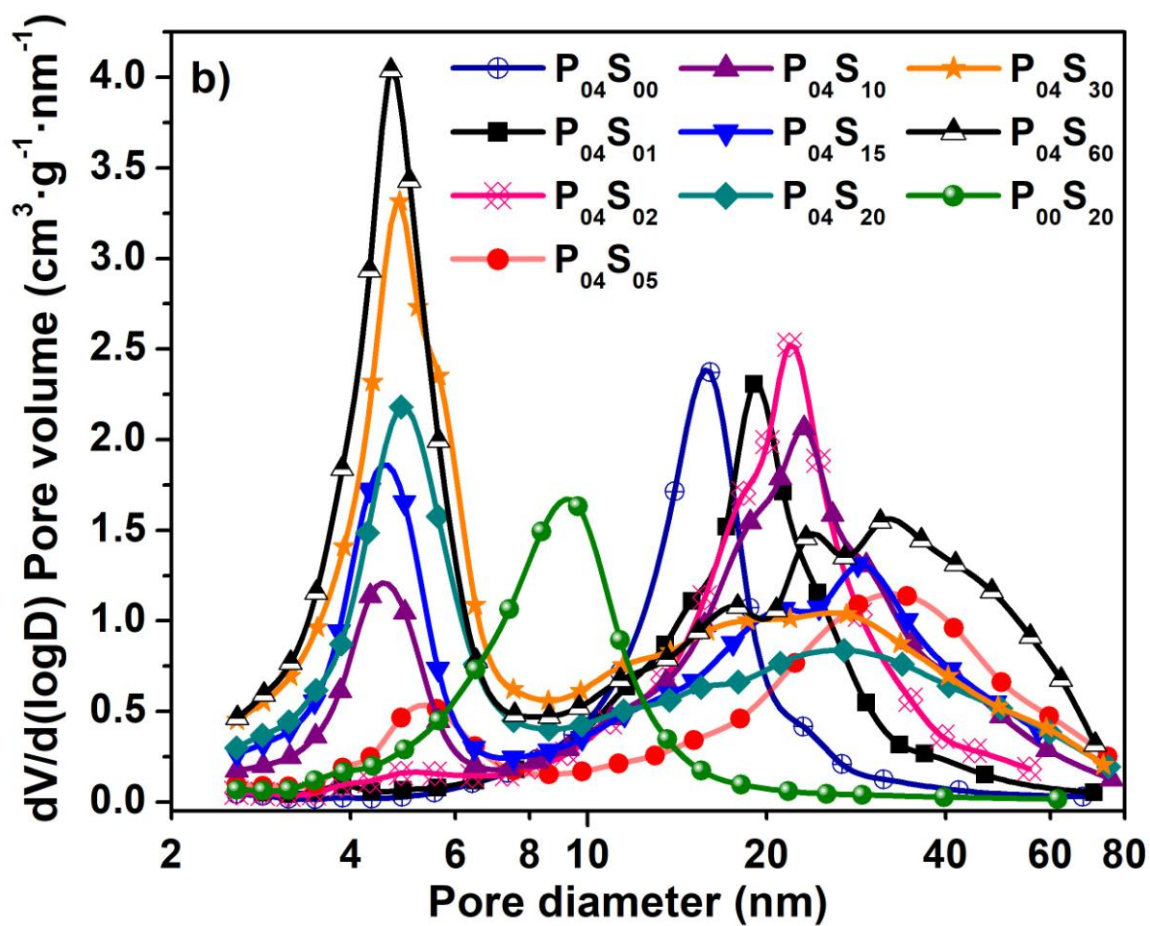 b)
P₀₄S₀₀
P₀₄S₁₀
P₀₄S₃₀
P₀₄S₀₁
P₀₄S₁₅
P₀₄S₆₀
P₀₄S₀₂
P₀₄S₂₀
P₀₀S₂₀
P₀₄S₀₅
dV/d(logD) Pore volume (cm³·g⁻¹·nm⁻¹)
4.0
3.5
3.0
2.5
2.0
1.5
1.0
0.5
0.0
2 4 6 8 10 20 40 60 80
Pore diameter (nm)